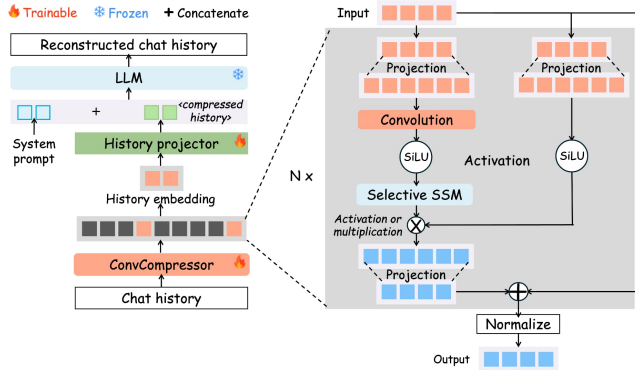 Trainable
Frozen
+ Concatenate
Reconstructed chat history
LLM
+
<compressed
history>
System
prompt
History projector
History embedding
ConvCompressor
Chat history
N x
Input
Projection
Projection
Convolution
SiLU
SiLU
Activation
Selective SSM
Activation or
multiplication
Projection
Normalize
Output